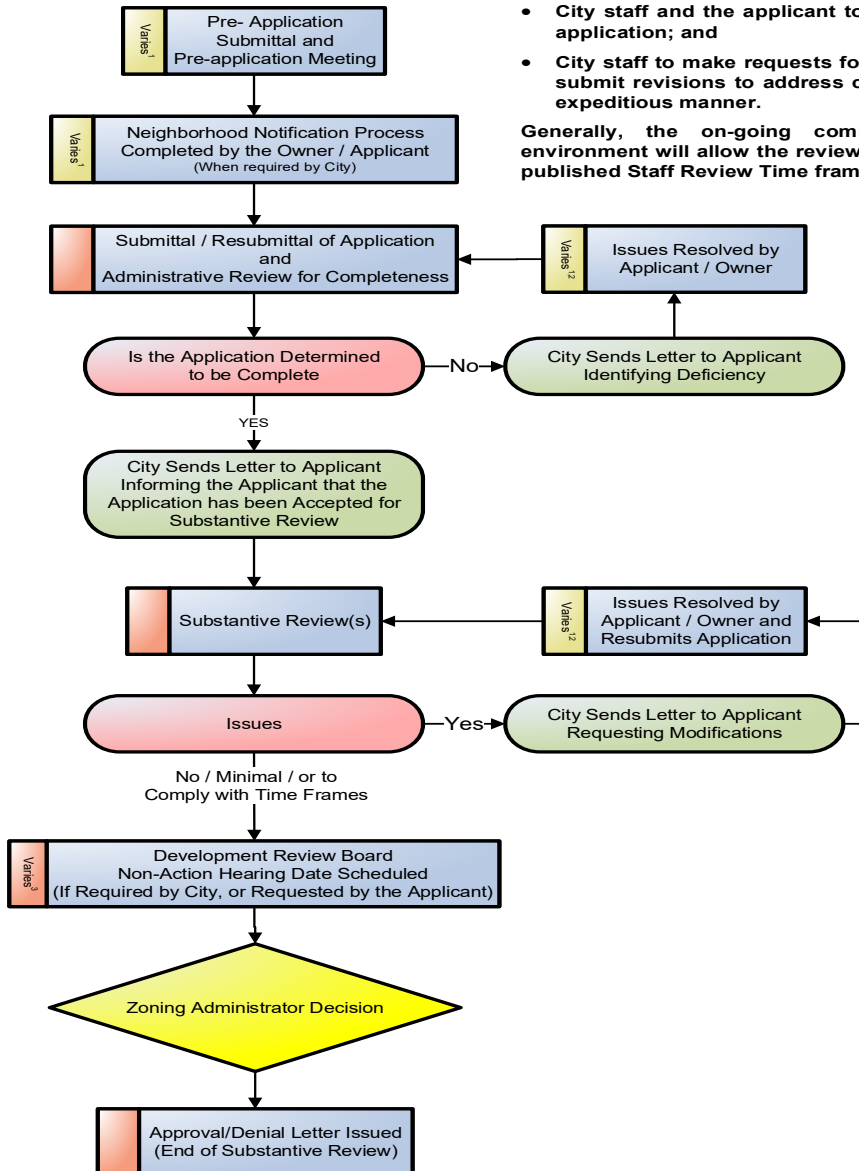 Pre- Application
Submittal and
Pre-application Meeting
Varies1
• City staff and the applicant to
application; and
• City staff to make requests fo
submit revisions to address c
expeditious manner.
Generally, the on-going com
environment will allow the review
published Staff Review Time fram
Neighborhood Notification Process
Completed by the Owner / Applicant
(When required by City)
Varies1
Submittal / Resubmittal of Application
and
Administrative Review for Completeness
Varies12
Issues Resolved by
Applicant / Owner
Is the Application Determined
to be Complete
No
City Sends Letter to Applicant
Identifying Deficiency
YES
City Sends Letter to Applicant
Informing the Applicant that the
Application has been Accepted for
Substantive Review
Substantive Review(s)
Varies12
Issues Resolved by
Applicant / Owner and
Resubmits Application
Issues
Yes
City Sends Letter to Applicant
Requesting Modifications
No / Minimal / or to
Comply with Time Frames
Varies3
Development Review Board
Non-Action Hearing Date Scheduled
(If Required by City, or Requested by the Applicant)
Zoning Administrator Decision
Approval/Denial Letter Issued
(End of Substantive Review)